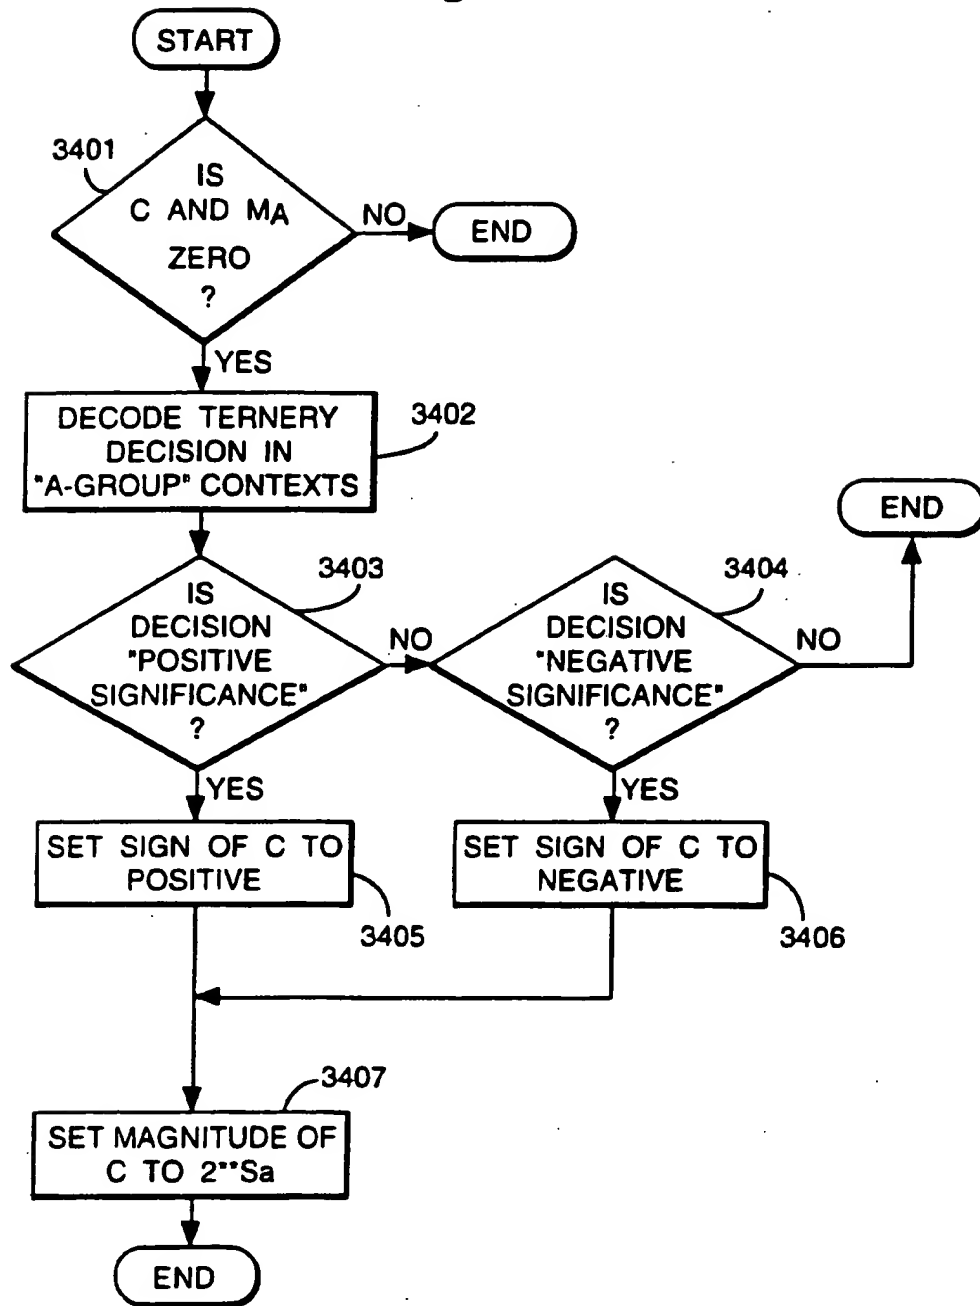 START
3401
IS
C AND MA
ZERO
?
NO
END
YES
DECODE TERNERY
DECISION IN
"A-GROUP" CONTEXTS
3402
END
3403
IS
DECISION
"POSITIVE
SIGNIFICANCE"
?
NO
3404
IS
DECISION
"NEGATIVE
SIGNIFICANCE"
?
NO
YES
SET SIGN OF C TO
POSITIVE
3405
YES
SET SIGN OF C TO
NEGATIVE
3406
3407
SET MAGNITUDE OF
C TO 2**Sa
END